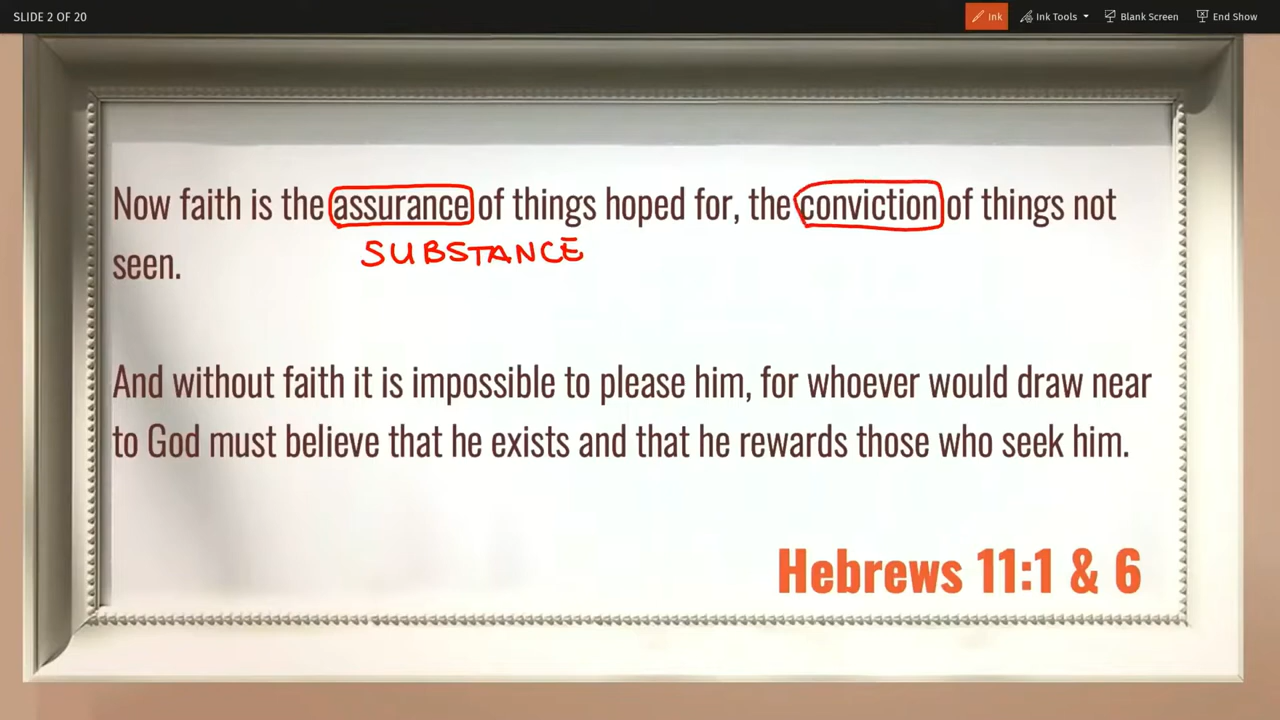 SLIDE 2 OF 20
Ink
Ink Tools
Blank Screen
End Show
Now faith is the assurance of things hoped for, the conviction of things not
SUBSTANCE
seen.
And without faith it is impossible to please him, for whoever would draw near
to God must believe that he exists and that he rewards those who seek him.
Hebrews 11:1 & 6